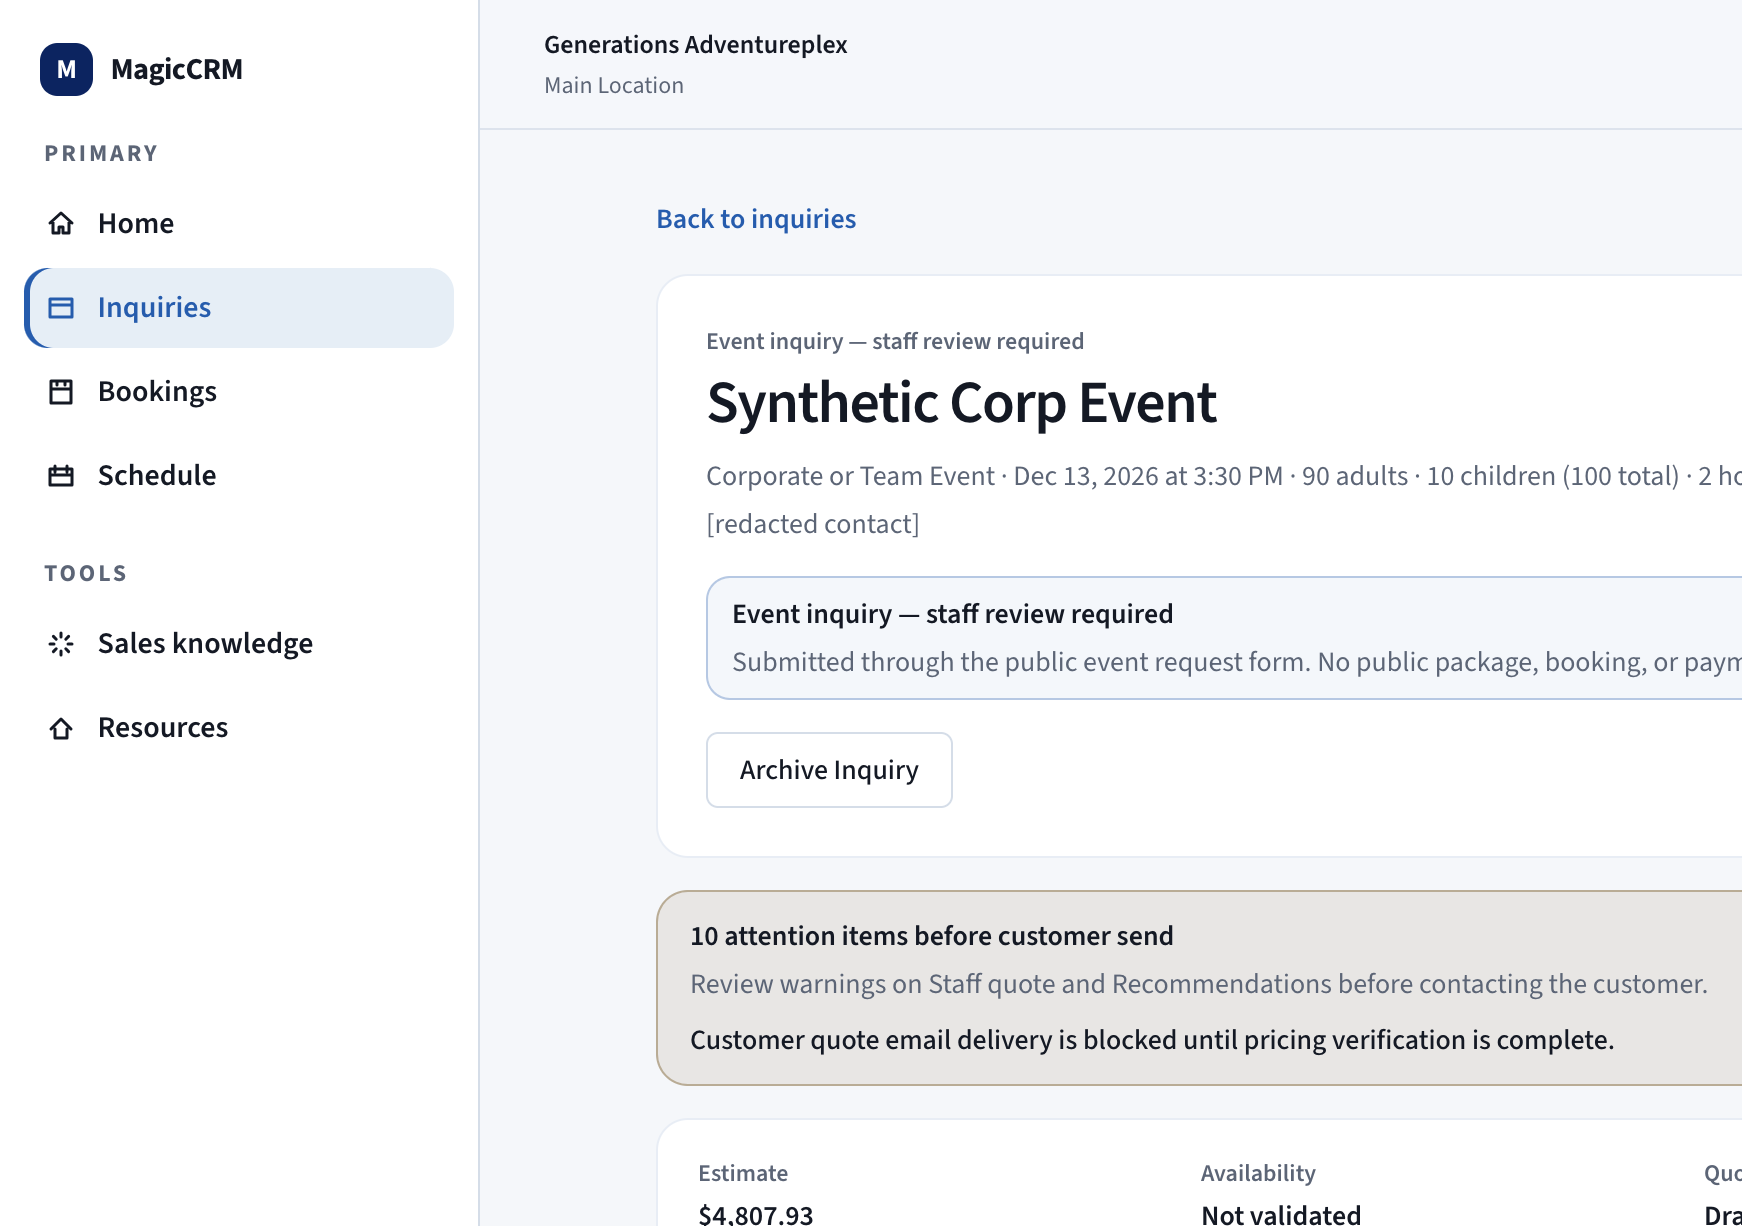 M MagicCRM
PRIMARY
Home
Inquiries
Bookings
Schedule
TOOLS
Sales knowledge
Resources
Generations Adventureplex
Main Location
Back to inquiries
Event inquiry — staff review required
Synthetic Corp Event
Corporate or Team Event · Dec 13, 2026 at 3:30 PM · 90 adults · 10 children (100 total) · 2
[redacted contact]
Event inquiry — staff review required
Submitted through the public event request form. No public package, booking, or
Archive Inquiry
10 attention items before customer send
Review warnings on Staff quote and Recommendations before contacting the customer.
Customer quote email delivery is blocked until pricing verification is complete.
Estimate
$4,807.93
Availability
Not validated